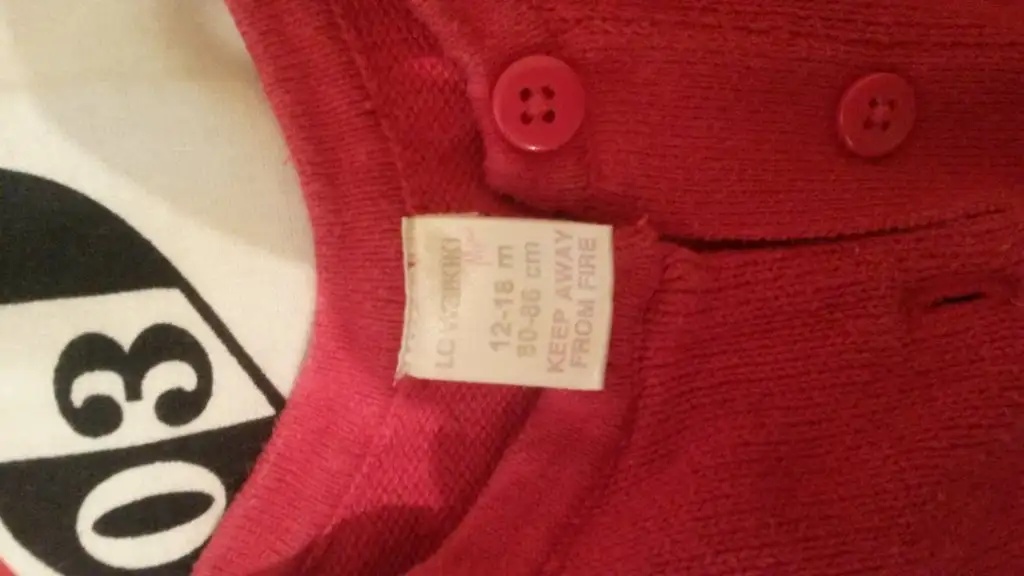 LC WAIKIKI
12-18 m
80-86 cm
KEEP AWAY
FROM FIRE
03